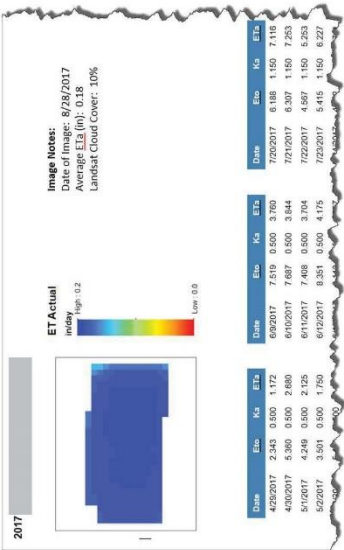 2017
ET Actual
in/day
High : 0.2
Low : 0.0
Image Notes:
Date of Image: 8/28/2017
Average ETa (in): 0.18
Landsat Cloud Cover: 10%
Date Eto Ka ETa
4/29/2017 2.343 0.500 1.172
4/30/2017 5.360 0.500 2.680
5/1/2017 4.249 0.500 2.125
5/2/2017 3.501 0.500 1.750
Date Eto Ka ETa
6/9/2017 7.519 0.500 3.760
6/10/2017 7.687 0.500 3.844
6/11/2017 7.408 0.500 3.704
6/12/2017 8.351 0.500 4.175
Date Eto Ka ETa
7/20/2017 6.188 1.150 7.116
7/21/2017 6.307 1.150 7.253
7/22/2017 4.567 1.150 5.253
7/23/2017 5.415 1.150 6.227